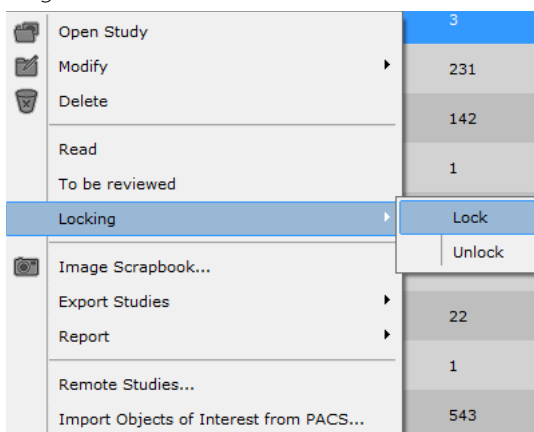 Open Study
3
Modify
231
Delete
142
Read
1
To be reviewed
Locking
Lock
Unlock
Image Scrapbook...
Export Studies
22
Report
1
Remote Studies...
Import Objects of Interest from PACS...
543